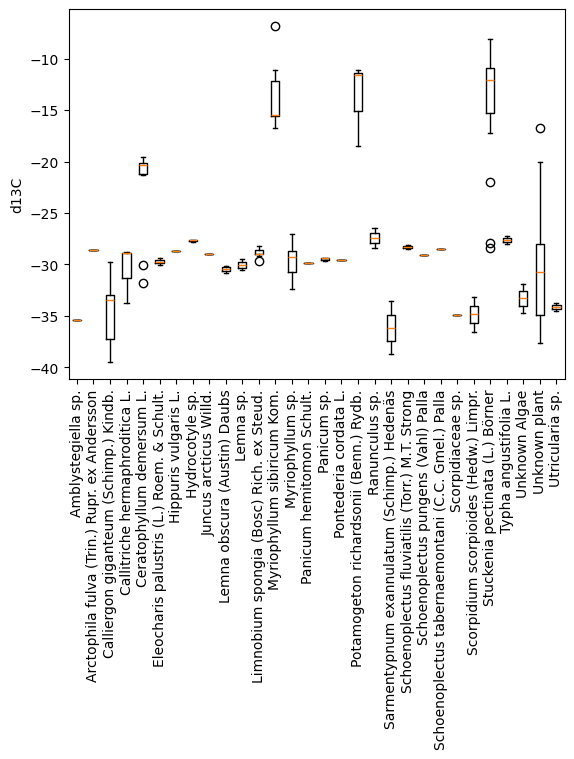 −10
−15
−20
−25
−30
−35
−40
d13C
Amblystegiella sp.
Arctophila fulva (Trin.) Rupr. ex Andersson
Calliergon giganteum (Schimp.) Kindb.
Callitriche hermaphroditica L.
Ceratophyllum demersum L.
Eleocharis palustris (L.) Roem. & Schult.
Hippuris vulgaris L.
Hydrocotyle sp.
Juncus arcticus Willd.
Lemna obscura (Austin) Daubs
Lemna sp.
Limnobium spongia (Bosc) Rich. ex Steud.
Myriophyllum sibiricum Kom.
Myriophyllum sp.
Panicum hemitomon Schult.
Panicum sp.
Pontederia cordata L.
Potamogeton richardsonii (Benn.) Rydb.
Ranunculus sp.
Sarmentypnum exannulatum (Schimp.) Hedenäs
Schoenoplectus fluviatilis (Torr.) M.T. Strong
Schoenoplectus pungens (Vahl) Palla
Schoenoplectus tabernaemontani (C.C. Gmel.) Palla
Scorpidiaceae sp.
Scorpidium scorpioides (Hedw.) Limpr.
Stuckenia pectinata (L.) Börner
Typha angustifolia L.
Unknown Algae
Unknown plant
Utricularia sp.